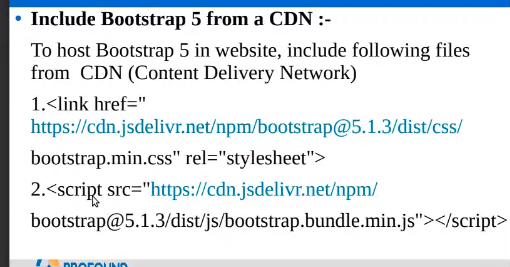 • Include Bootstrap 5 from a CDN :-
To host Bootstrap 5 in website, include following files
from CDN (Content Delivery Network)
1.<link href="
https://cdn.jsdelivr.net/npm/bootstrap@5.1.3/dist/css/
bootstrap.min.css" rel="stylesheet">
2.<script src="https://cdn.jsdelivr.net/npm/
bootstrap@5.1.3/dist/js/bootstrap.bundle.min.js"></script>
PROFOUND